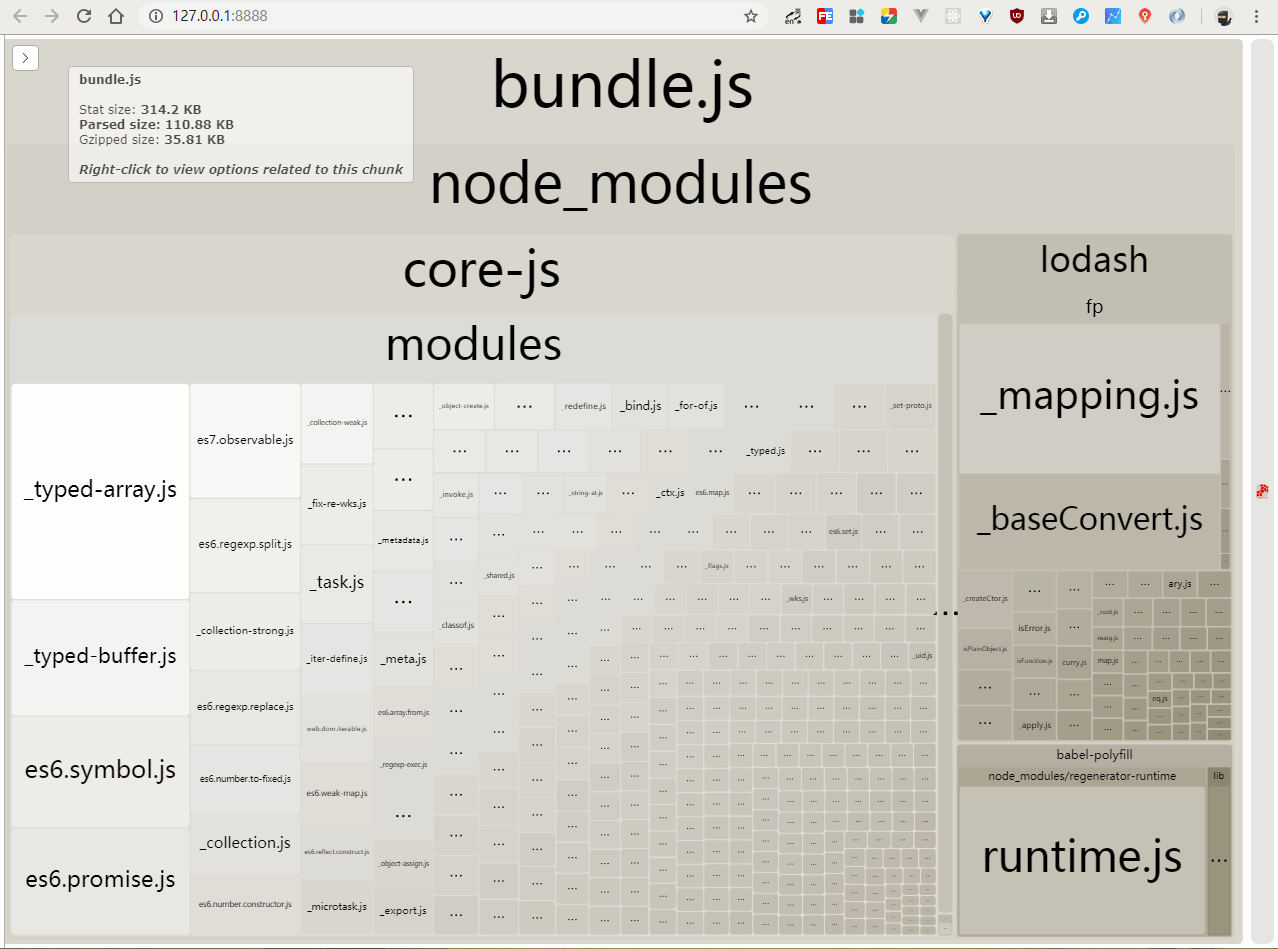 127.0.0.1:8888
en
FE
bundle.js
Stat size: 314.2 KB
Parsed size: 110.88 KB
Gzipped size: 35.81 KB
Right-click to view options related to this chunk
bundle.js
node_modules
core-js
modules
_typed-array.js
_typed-buffer.js
es6.symbol.js
es6.promise.js
es7.observable.js
es6.regexp.split.js
_collection-strong.js
es6.regexp.replace.js
es6.number.to-fixed.js
_collection.js
es6.number.constructor.js
_collection-weak.js
_fix-re-wks.js
_task.js
_iter-define.js
web.dom.iterable.js
es6.weak-map.js
es6.reflect.construct.js
_microtask.js
...
...
_metadata.js
...
_meta.js
es6.array.from.js
_regexp-exec.js
...
_object-assign.js
_export.js
_object-create.js
...
_redefine.js
_bind.js
_for-of.js
...
_set-proto.js
_typed.js
_invoke.js
_string-at.js
_ctx.js
es6.map.js
es6.set.js
_shared.js
_flags.js
_wks.js
_classof.js
_uid.js
lodash
fp
_mapping.js
_baseConvert.js
_createCtor.js
isPlainObject.js
isError.js
isFunction.js
_apply.js
curry.js
ary.js
_root.js
rearg.js
map.js
eq.js
babel-polyfill
node_modules/regenerator-runtime
lib
runtime.js
...